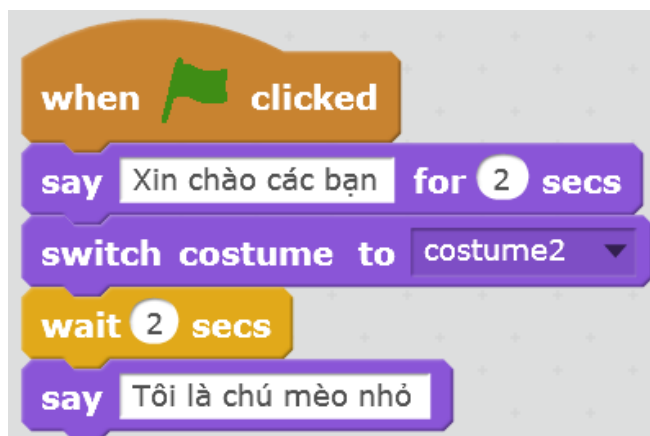 when clicked
say Xin chào các bạn for 2 secs
switch costume to costume2
wait 2 secs
say Tôi là chú mèo nhỏ